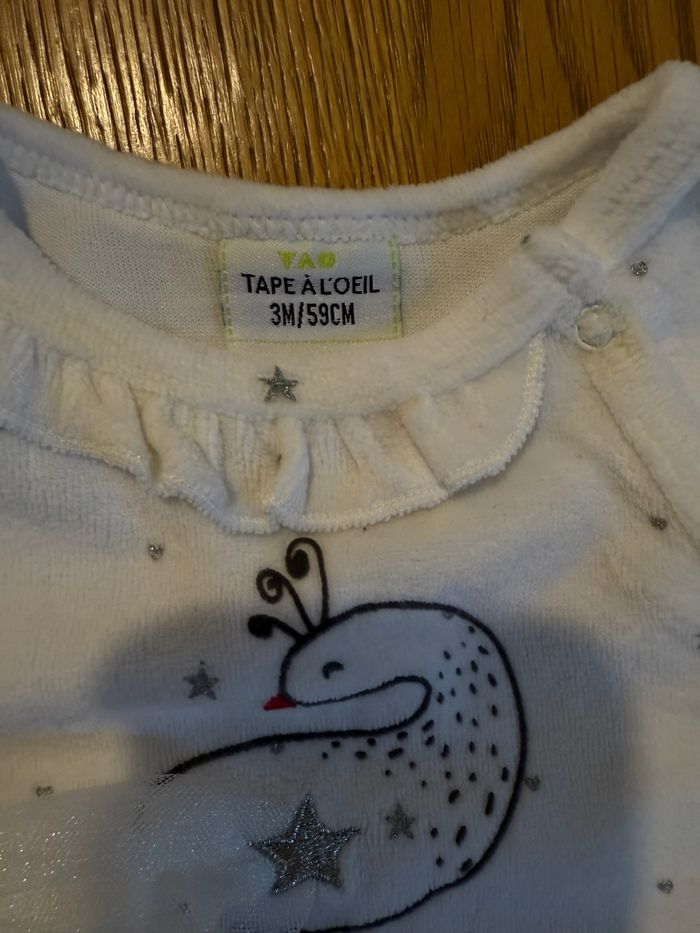 TAO
TAPE À L'OEIL
3M/59CM